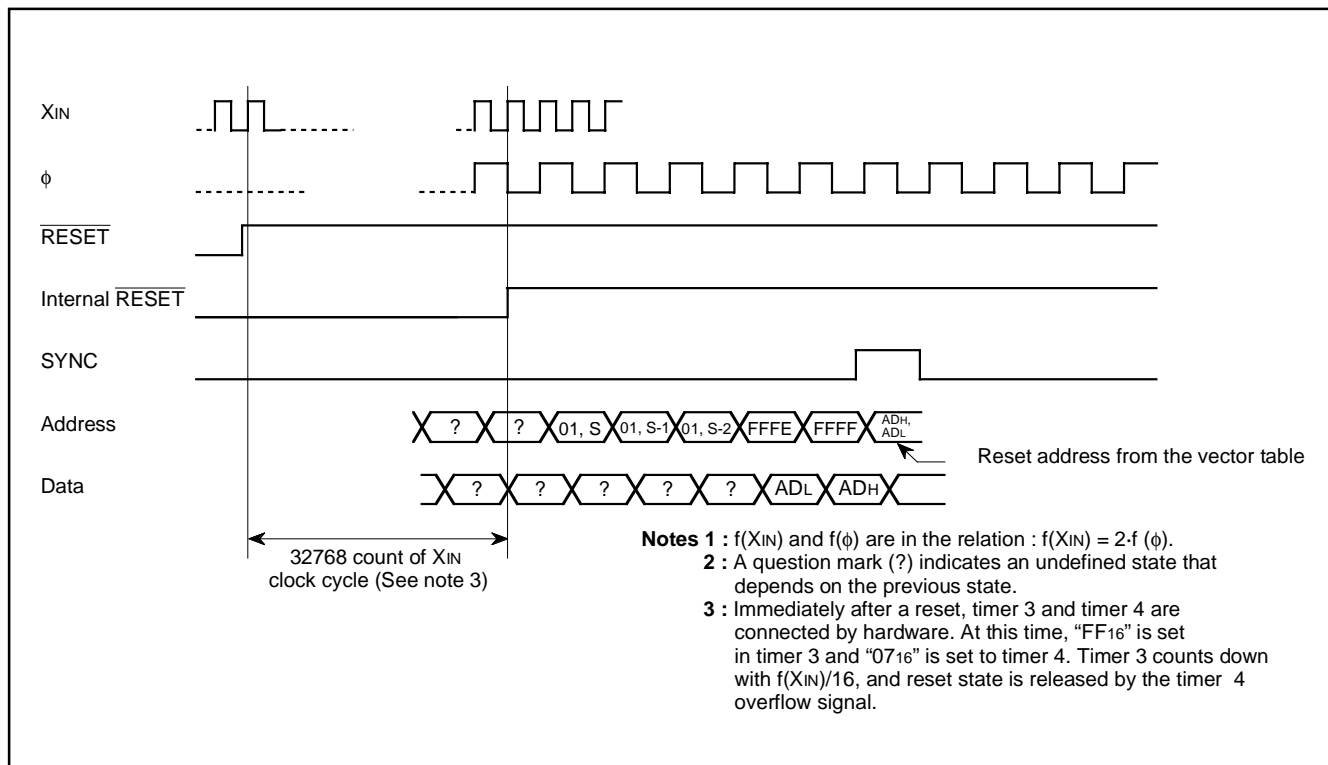 XIN
ϕ
RESET
Internal RESET
SYNC
Address
? ? 01, S 01, S-1 01, S-2 FFFE FFFF ADH, ADL
Reset address from the vector table
Data
? ? ? ? ? ADL ADH
32768 count of XIN
clock cycle (See note 3)
Notes 1 : f(XIN) and f(ϕ) are in the relation : f(XIN) = 2·f (ϕ).
2 : A question mark (?) indicates an undefined state that
depends on the previous state.
3 : Immediately after a reset, timer 3 and timer 4 are
connected by hardware. At this time, “FF16” is set
in timer 3 and “0716” is set to timer 4. Timer 3 counts down
with f(XIN)/16, and reset state is released by the timer 4
overflow signal.